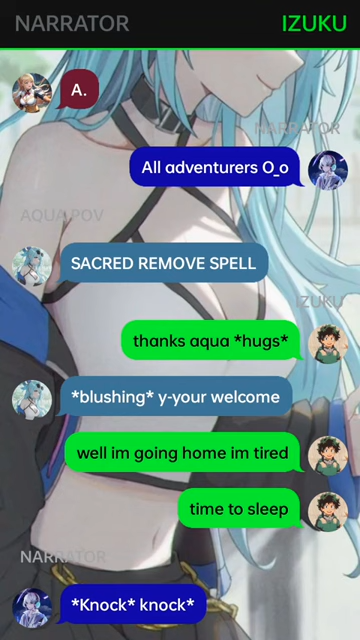 NARRATOR
IZUKU
A.
NARRATOR
All adventurers O_o
AQUA POV
SACRED REMOVE SPELL
IZUKU
thanks aqua *hugs*
*blushing* y-your welcome
well im going home im tired
time to sleep
NARRATOR
*Knock* knock*